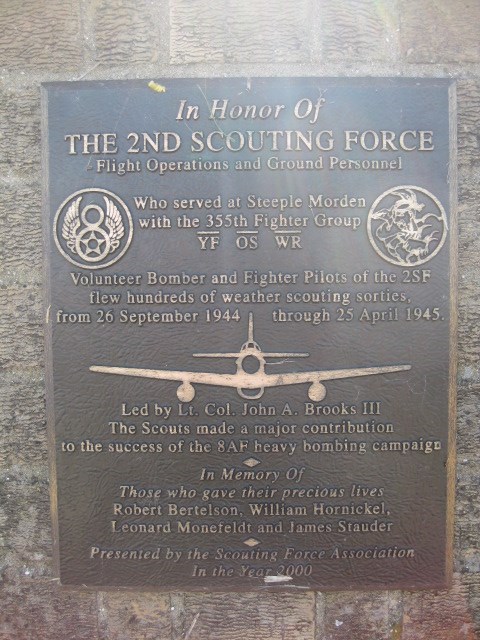 In Honor Of
THE 2ND SCOUTING FORCE
Flight Operations and Ground Personnel
Who served at Steeple Morden
with the 355th Fighter Group
YF OS WR
8
Volunteer Bomber and Fighter Pilots of the 2SF
flew hundreds of weather scouting sorties,
from 26 September 1944 through 25 April 1945.
Led by Lt. Col. John A. Brooks III
The Scouts made a major contribution
to the success of the 8AF heavy bombing campaign
In Memory Of
Those who gave their precious lives
Robert Bertelson, William Hornickel,
Leonard Monefeldt and James Stauder
Presented by the Scouting Force Association
In the Year 2000